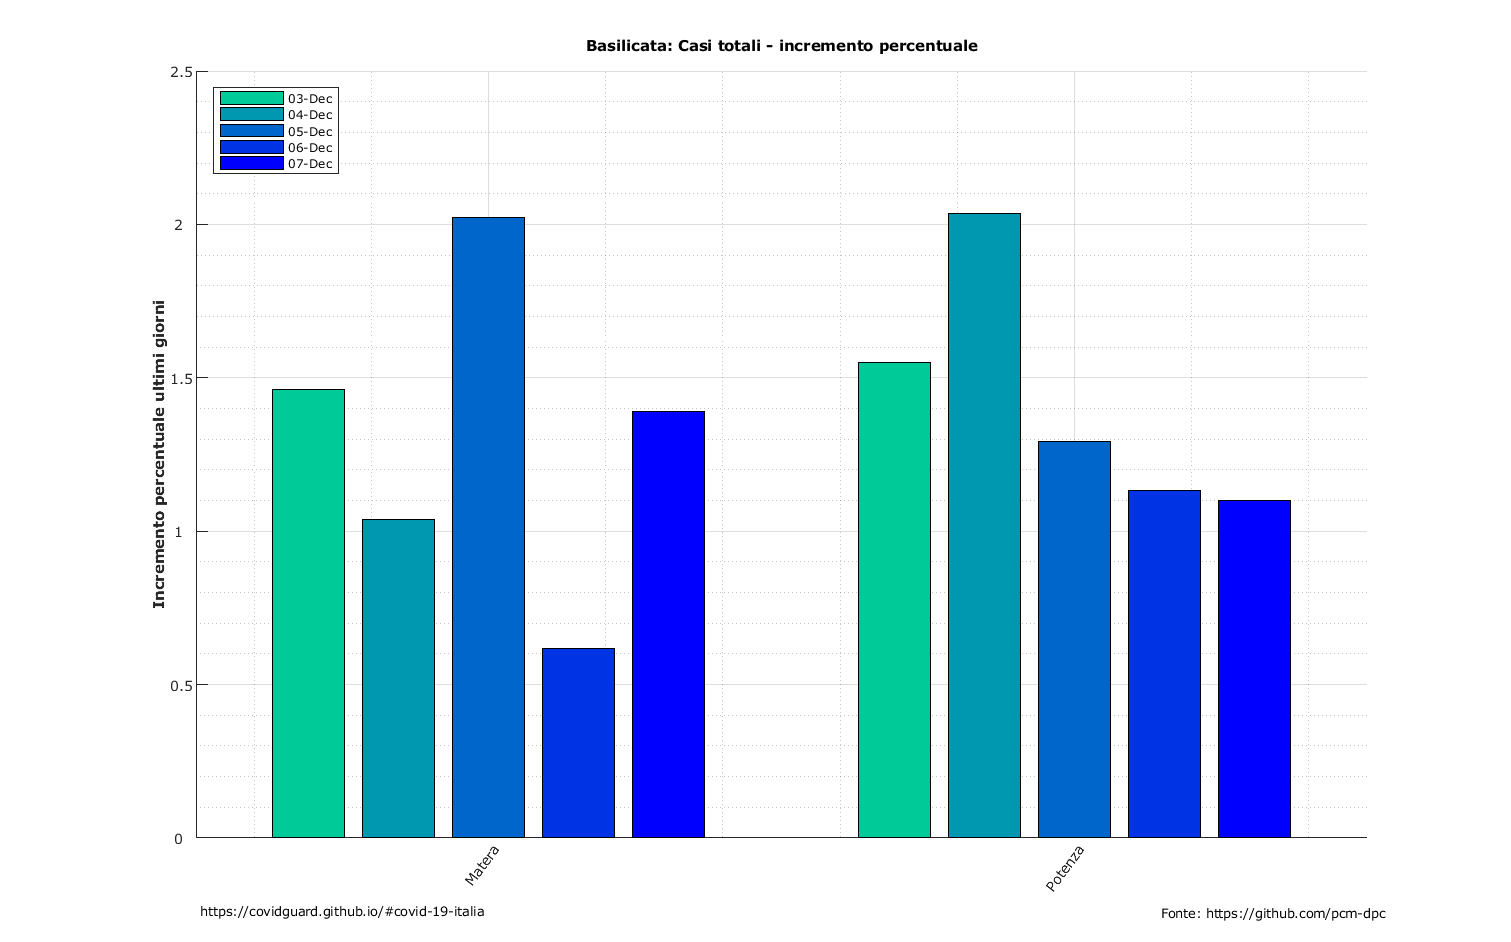 Basilicata: Casi totali - incremento percentuale
2.5
2
1.5
1
0.5
0
Incremento percentuale ultimi giorni
03-Dec
04-Dec
05-Dec
06-Dec
07-Dec
Matera
Potenza
https://covidguard.github.io/#covid-19-italia
Fonte: https://github.com/pcm-dpc